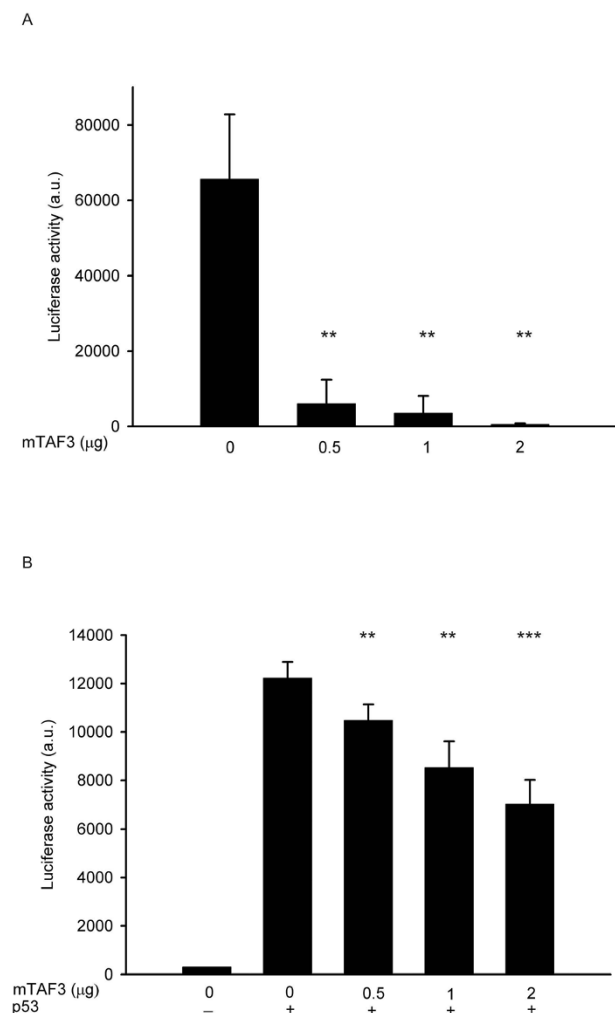 A
Luciferase activity (a.u.)
80000
60000
40000
20000
0
** ** **
mTAF3 (μg)
0 0.5 1 2
B
Luciferase activity (a.u.)
14000
12000
10000
8000
6000
4000
2000
0
** ** ***
mTAF3 (μg) 0 0 0.5 1 2
p53 – + + + +